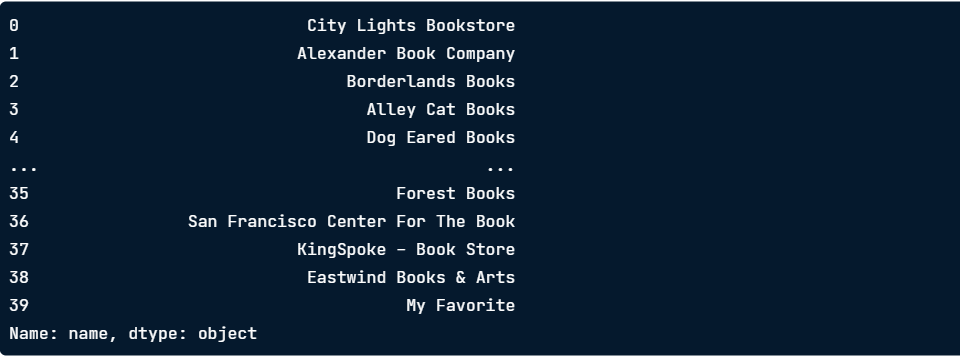 0 City Lights Bookstore
1 Alexander Book Company
2 Borderlands Books
3 Alley Cat Books
4 Dog Eared Books
... ...
35 Forest Books
36 San Francisco Center For The Book
37 KingSpoke – Book Store
38 Eastwind Books & Arts
39 My Favorite
Name: name, dtype: object